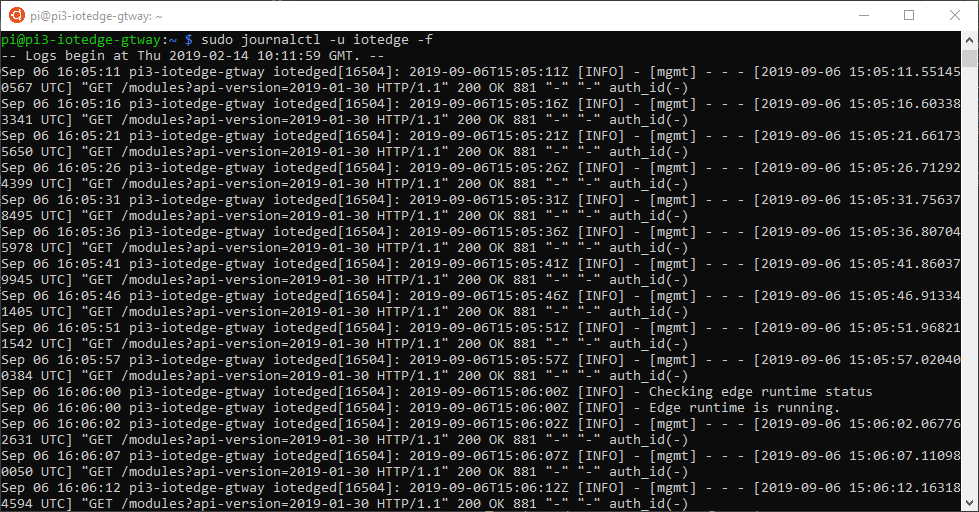 pi@pi3-iotedge-gtway: ~
pi@pi3-iotedge-gtway:~ $ sudo journalctl -u iotedge -f
-- Logs begin at Thu 2019-02-14 10:11:59 GMT. --
Sep 06 16:05:11 pi3-iotedge-gtway iotedged[16504]: 2019-09-06T15:05:11Z [INFO] - [mgmt] - - - [2019-09-06 15:05:11.55145
0567 UTC] "GET /modules?api-version=2019-01-30 HTTP/1.1" 200 OK 881 "-" "-" auth_id(-)
Sep 06 16:05:16 pi3-iotedge-gtway iotedged[16504]: 2019-09-06T15:05:16Z [INFO] - [mgmt] - - - [2019-09-06 15:05:16.60338
3341 UTC] "GET /modules?api-version=2019-01-30 HTTP/1.1" 200 OK 881 "-" "-" auth_id(-)
Sep 06 16:05:21 pi3-iotedge-gtway iotedged[16504]: 2019-09-06T15:05:21Z [INFO] - [mgmt] - - - [2019-09-06 15:05:21.66173
5650 UTC] "GET /modules?api-version=2019-01-30 HTTP/1.1" 200 OK 881 "-" "-" auth_id(-)
Sep 06 16:05:26 pi3-iotedge-gtway iotedged[16504]: 2019-09-06T15:05:26Z [INFO] - [mgmt] - - - [2019-09-06 15:05:26.71292
4399 UTC] "GET /modules?api-version=2019-01-30 HTTP/1.1" 200 OK 881 "-" "-" auth_id(-)
Sep 06 16:05:31 pi3-iotedge-gtway iotedged[16504]: 2019-09-06T15:05:31Z [INFO] - [mgmt] - - - [2019-09-06 15:05:31.75637
8495 UTC] "GET /modules?api-version=2019-01-30 HTTP/1.1" 200 OK 881 "-" "-" auth_id(-)
Sep 06 16:05:36 pi3-iotedge-gtway iotedged[16504]: 2019-09-06T15:05:36Z [INFO] - [mgmt] - - - [2019-09-06 15:05:36.80704
5978 UTC] "GET /modules?api-version=2019-01-30 HTTP/1.1" 200 OK 881 "-" "-" auth_id(-)
Sep 06 16:05:41 pi3-iotedge-gtway iotedged[16504]: 2019-09-06T15:05:41Z [INFO] - [mgmt] - - - [2019-09-06 15:05:41.86037
9945 UTC] "GET /modules?api-version=2019-01-30 HTTP/1.1" 200 OK 881 "-" "-" auth_id(-)
Sep 06 16:05:46 pi3-iotedge-gtway iotedged[16504]: 2019-09-06T15:05:46Z [INFO] - [mgmt] - - - [2019-09-06 15:05:46.91334
1405 UTC] "GET /modules?api-version=2019-01-30 HTTP/1.1" 200 OK 881 "-" "-" auth_id(-)
Sep 06 16:05:51 pi3-iotedge-gtway iotedged[16504]: 2019-09-06T15:05:51Z [INFO] - [mgmt] - - - [2019-09-06 15:05:51.96821
1542 UTC] "GET /modules?api-version=2019-01-30 HTTP/1.1" 200 OK 881 "-" "-" auth_id(-)
Sep 06 16:05:57 pi3-iotedge-gtway iotedged[16504]: 2019-09-06T15:05:57Z [INFO] - [mgmt] - - - [2019-09-06 15:05:57.02040
0384 UTC] "GET /modules?api-version=2019-01-30 HTTP/1.1" 200 OK 881 "-" "-" auth_id(-)
Sep 06 16:06:00 pi3-iotedge-gtway iotedged[16504]: 2019-09-06T15:06:00Z [INFO] - Checking edge runtime status
Sep 06 16:06:00 pi3-iotedge-gtway iotedged[16504]: 2019-09-06T15:06:00Z [INFO] - Edge runtime is running.
Sep 06 16:06:02 pi3-iotedge-gtway iotedged[16504]: 2019-09-06T15:06:02Z [INFO] - [mgmt] - - - [2019-09-06 15:06:02.06776
2631 UTC] "GET /modules?api-version=2019-01-30 HTTP/1.1" 200 OK 881 "-" "-" auth_id(-)
Sep 06 16:06:07 pi3-iotedge-gtway iotedged[16504]: 2019-09-06T15:06:07Z [INFO] - [mgmt] - - - [2019-09-06 15:06:07.11098
0050 UTC] "GET /modules?api-version=2019-01-30 HTTP/1.1" 200 OK 881 "-" "-" auth_id(-)
Sep 06 16:06:12 pi3-iotedge-gtway iotedged[16504]: 2019-09-06T15:06:12Z [INFO] - [mgmt] - - - [2019-09-06 15:06:12.16318
4594 UTC] "GET /modules?api-version=2019-01-30 HTTP/1.1" 200 OK 881 "-" "-" auth_id(-)